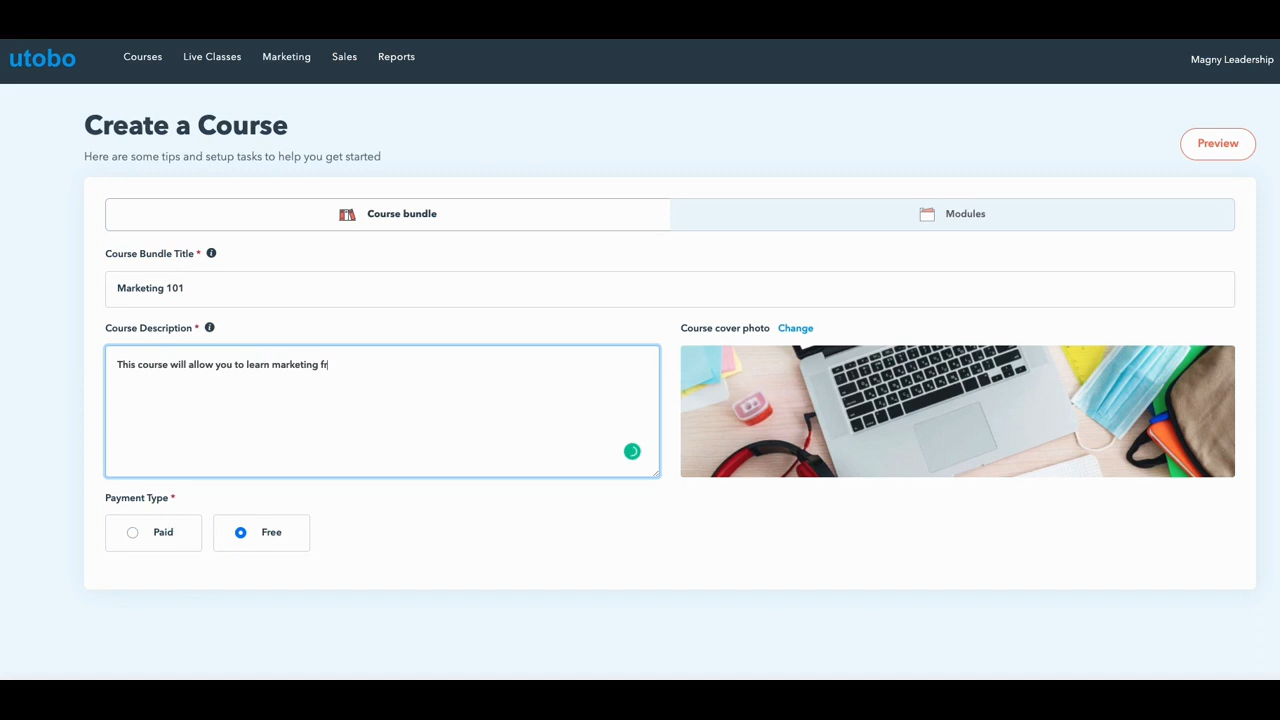 utobo
Courses
Live Classes
Marketing
Sales
Reports
Magny Leadership
Create a Course
Here are some tips and setup tasks to help you get started
Preview
Course bundle
Modules
Course Bundle Title *
Marketing 101
Course Description *
Course cover photo Change
This course will allow you to learn marketing fr
Payment Type *
Paid
Free